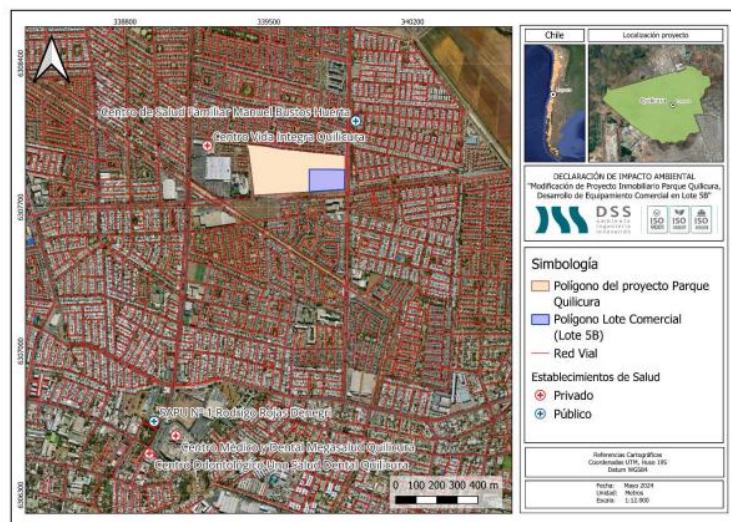 338800
339500
340200
6308400
6307700
6307000
6306300
Centro de Salud Familiar Manuel Bustos Huerta
Centro Vida Integra Quilicura
SAPU N° 1 Rodrigo Rojas Denegri
Centro Médico y Dental Megasalud Quilicura
Centro Odontológico Uno Salud Dental Quilicura
0 100 200 300 400 m
Chile
Localización proyecto
Quilicura
DECLARACIÓN DE IMPACTO AMBIENTAL
"Modificación de Proyecto Inmobiliario Parque Quilicura,
Desarrollo de Equipamiento Comercial en Lote 5B"
DSS
ambiente
ingeniería
innovación
ISO
9001
ISO
ISO
Simbología
Polígono del proyecto Parque
Quilicura
Polígono Lote Comercial
(Lote 5B)
Red Vial
Establecimientos de Salud
Privado
Público
Referencias Cartográficas
Coordenadas UTM, Huso 19S
Datum WGS84
Fecha: Mayo 2024
Unidad: Metros
Escala: 1:12.000